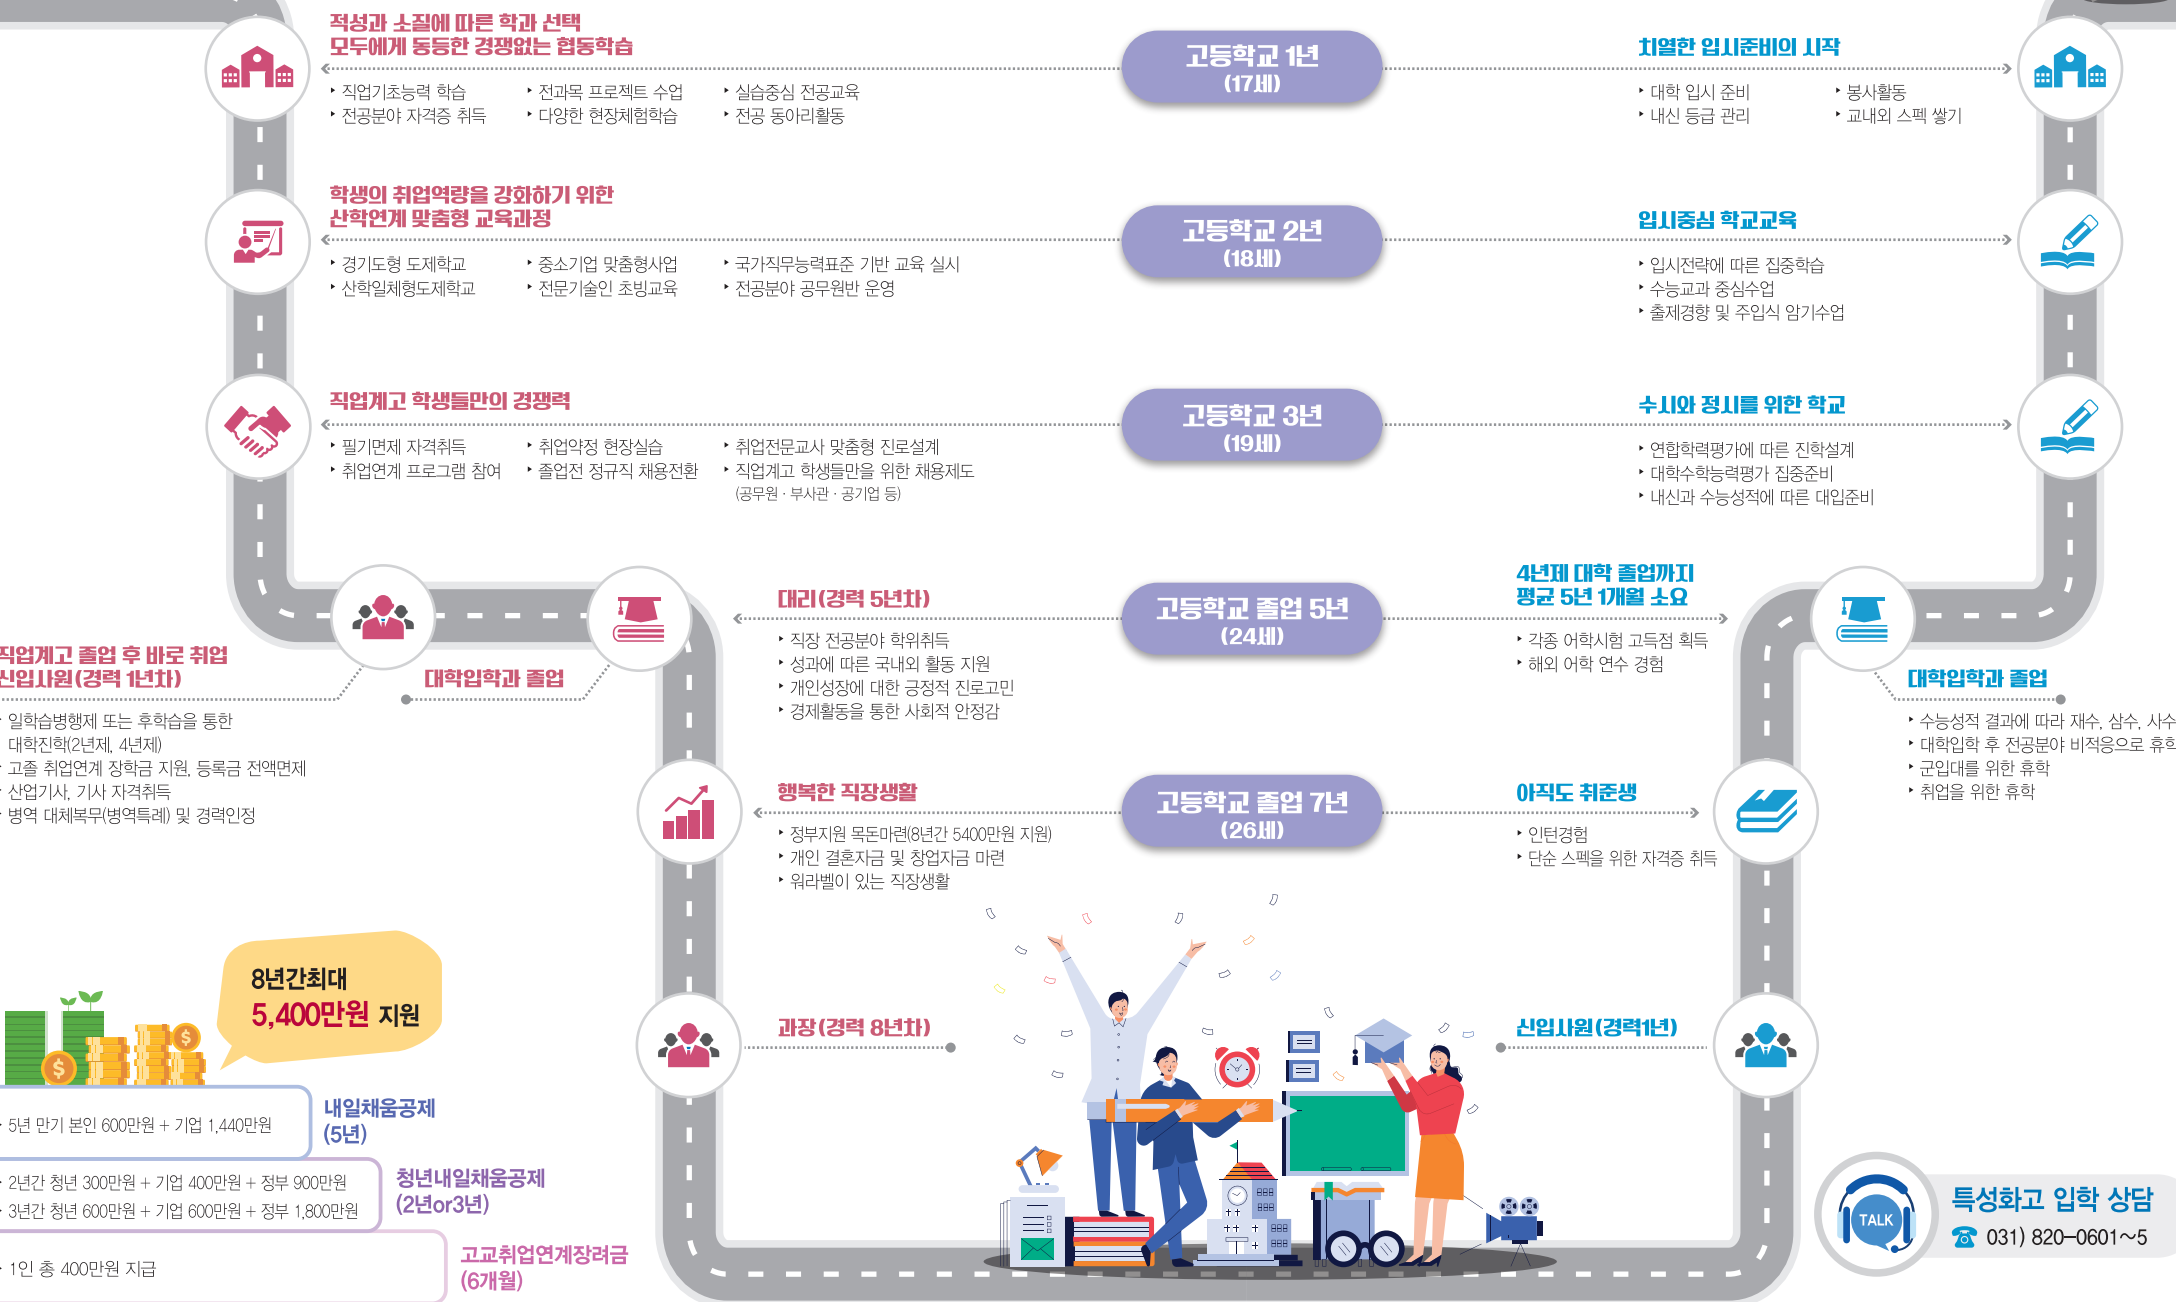 적성과 소질에 따른 학과 선택
모두에게 동등한 경쟁없는 협동학습
‣ 직업기초능력 학습
‣ 전공분야 자격증 취득
‣ 전과목 프로젝트 수업
‣ 다양한 현장체험학습
‣ 실습중심 전공교육
‣ 전공 동아리활동
고등학교 1년
(17세)
치열한 입시준비의 시작
‣ 대학 입시 준비
‣ 내신 등급 관리
‣ 봉사활동
‣ 교내외 스펙 쌓기
학생의 취업역량을 강화하기 위한
산학연계 맞춤형 교육과정
‣ 경기도형 도제학교
‣ 산학일체형도제학교
‣ 중소기업 맞춤형사업
‣ 전문기술인 초빙교육
‣ 국가직무능력표준 기반 교육 실시
‣ 전공분야 공무원반 운영
고등학교 2년
(18세)
입시중심 학교교육
‣ 입시전략에 따른 집중학습
‣ 수능교과 중심수업
‣ 출제경향 및 주입식 암기수업
직업계고 학생들만의 경쟁력
‣ 필기면제 자격취득
‣ 취업연계 프로그램 참여
‣ 취업약정 현장실습
‣ 졸업전 정규직 채용전환
‣ 취업전문교사 맞춤형 진로설계
‣ 직업계고 학생들만을 위한 채용제도
(공무원 · 부사관 · 공기업 등)
고등학교 3년
(19세)
수시와 정시를 위한 학교
‣ 연합학력평가에 따른 진학설계
‣ 대학수학능력평가 집중준비
‣ 내신과 수능성적에 따른 대입준비
직업계고 졸업 후 바로 취업
신입사원(경력 1년차)
‣ 일학습병행제 또는 후학습을 통한
대학진학(2년제, 4년제)
‣ 고졸 취업연계 장학금 지원, 등록금 전액면제
‣ 산업기사, 기사 자격취득
‣ 병역 대체복무(병역특례) 및 경력인정
대학입학과 졸업
대리(경력 5년차)
‣ 직장 전공분야 학위취득
‣ 성과에 따른 국내외 활동 지원
‣ 개인성장에 대한 긍정적 진로고민
‣ 경제활동을 통한 사회적 안정감
고등학교 졸업 5년
(24세)
4년제 대학 졸업까지
평균 5년 1개월 소요
‣ 각종 어학시험 고득점 획득
‣ 해외 어학 연수 경험
대학입학과 졸업
‣ 수능성적 결과에 따라 재수, 삼수, 사수
‣ 대학입학 후 전공분야 비적응으로 휴학
‣ 군입대를 위한 휴학
‣ 취업을 위한 휴학
행복한 직장생활
‣ 정부지원 목돈마련(8년간 5400만원 지원)
‣ 개인 결혼자금 및 창업자금 마련
‣ 워라벨이 있는 직장생활
고등학교 졸업 7년
(26세)
아직도 취준생
‣ 인턴경험
‣ 단순 스펙을 위한 자격증 취득
8년간최대
5,400만원 지원
과장(경력 8년차)
신입사원(경력1년)
‣ 5년 만기 본인 600만원 + 기업 1,440만원
내일채움공제
(5년)
‣ 2년간 청년 300만원 + 기업 400만원 + 정부 900만원
‣ 3년간 청년 600만원 + 기업 600만원 + 정부 1,800만원
청년내일채움공제
(2년or3년)
‣ 1인 총 400만원 지급
고교취업연계장려금
(6개월)
TALK
특성화고 입학 상담
☎ 031) 820-0601~5